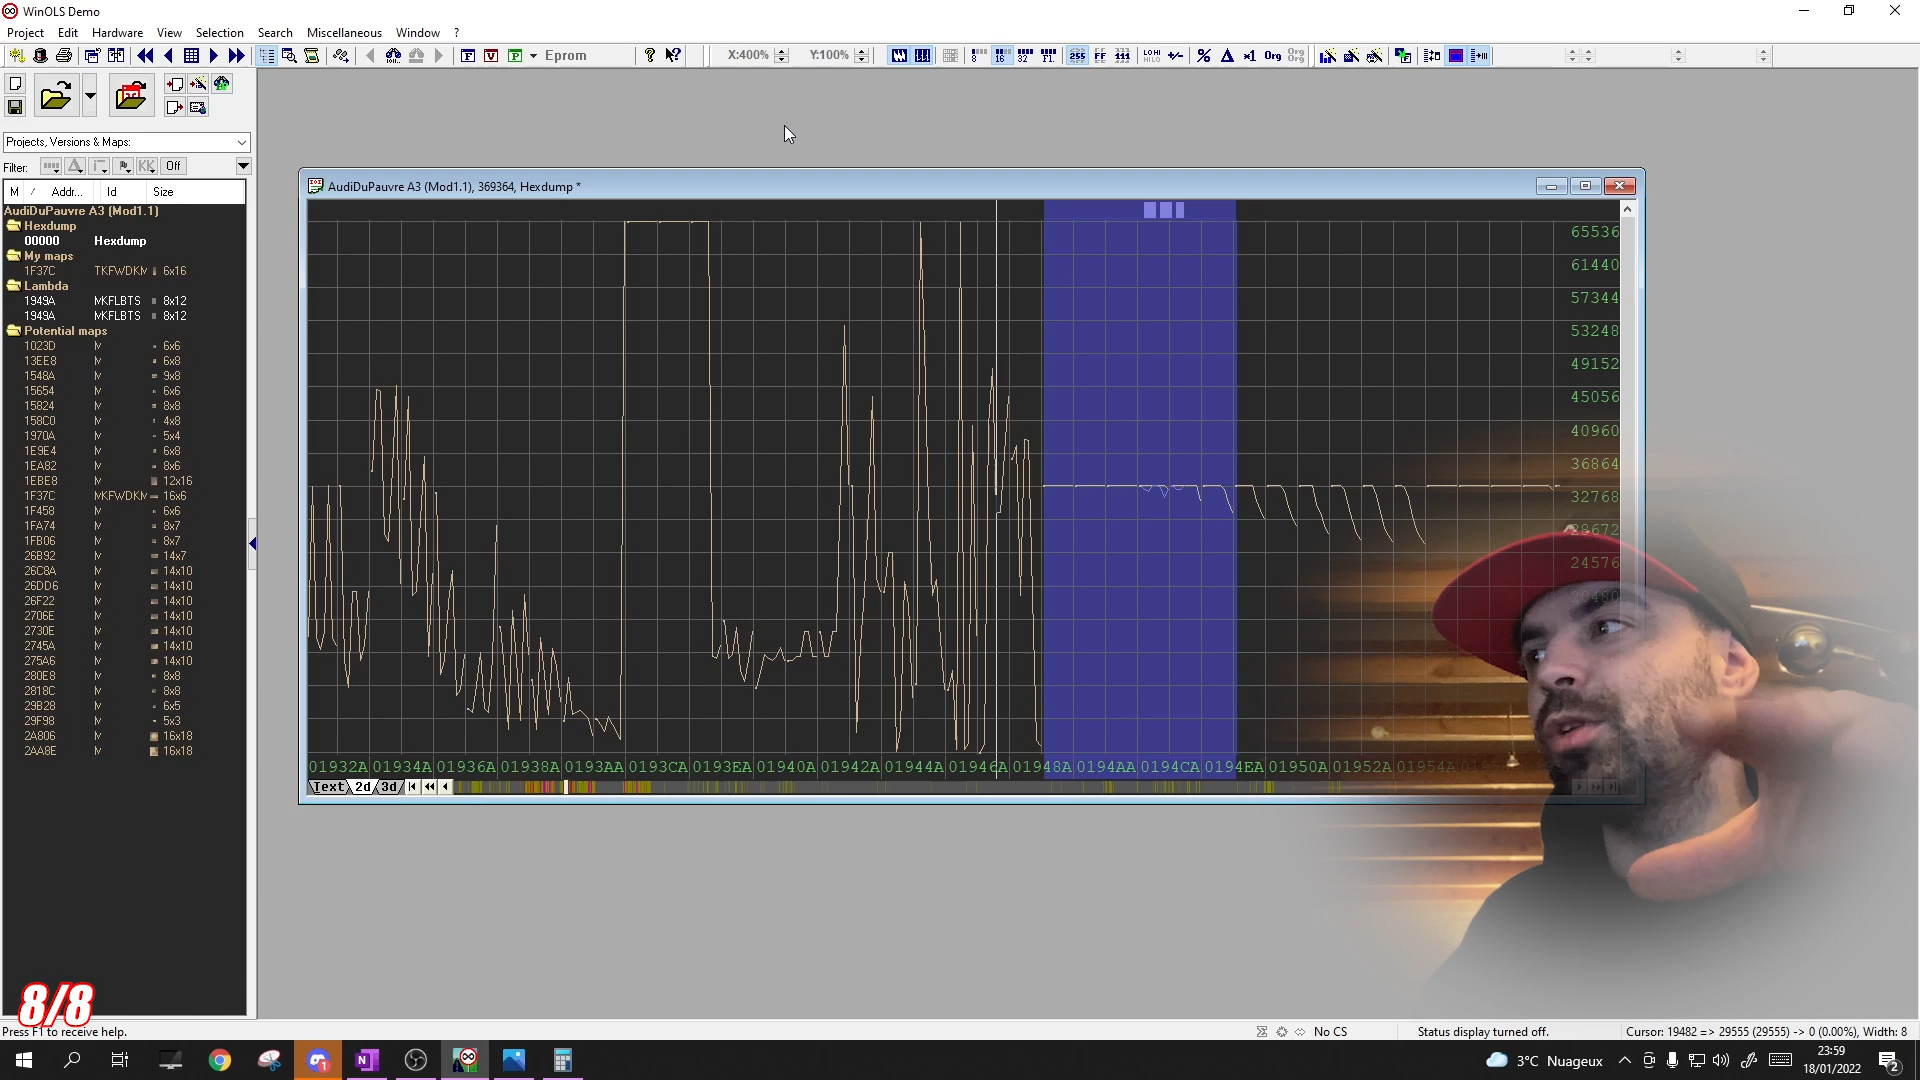 WinOLS Demo
Project Edit Hardware View Selection Search Miscellaneous Window ?
Eprom X:400% Y:100%
Projects, Versions & Maps:
Filter: Off
M Addr... Id Size
AudiDuPauvre A3 (Mod1.1)
Hexdump
00000 Hexdump
My maps
1F37C TKFWDKM 6x16
Lambda
1949A MKFLBTS 8x12
1949A MKFLBTS 8x12
Potential maps
1023D M 6x6
13EE8 M 6x8
1548A M 9x8
15654 M 6x6
15824 M 8x8
158C0 M 4x8
1970A M 5x4
1E9E4 M 6x8
1EA82 M 8x6
1EBE8 M 12x16
1F37C MKFWDKM 16x6
1F458 M 6x6
1FA74 M 8x7
1FB06 M 8x7
26B92 M 14x7
26C8A M 14x10
26DD6 M 14x10
26F22 M 14x10
2706E M 14x10
2730E M 14x10
2745A M 14x10
275A6 M 14x10
280E8 M 8x8
2818C M 8x8
29B28 M 6x5
29F98 M 5x3
2A806 M 16x18
2AA8E M 16x18
AudiDuPauvre A3 (Mod1.1), 369364, Hexdump *
65536
61440
57344
53248
49152
45056
40960
36864
32768
28672
24576
20480
01932A 01934A 01936A 01938A 0193AA 0193CA 0193EA 01940A 01942A 01944A 01946A 01948A 0194AA 0194CA 0194EA 01950A 01952A 01954A
Text 2d 3d
8/8
Press F1 to receive help.
No CS Status display turned off. Cursor: 19482 => 29555 (29555) -> 0 (0.00%), Width: 8
3°C Nuageux
23:59
18/01/2022
2